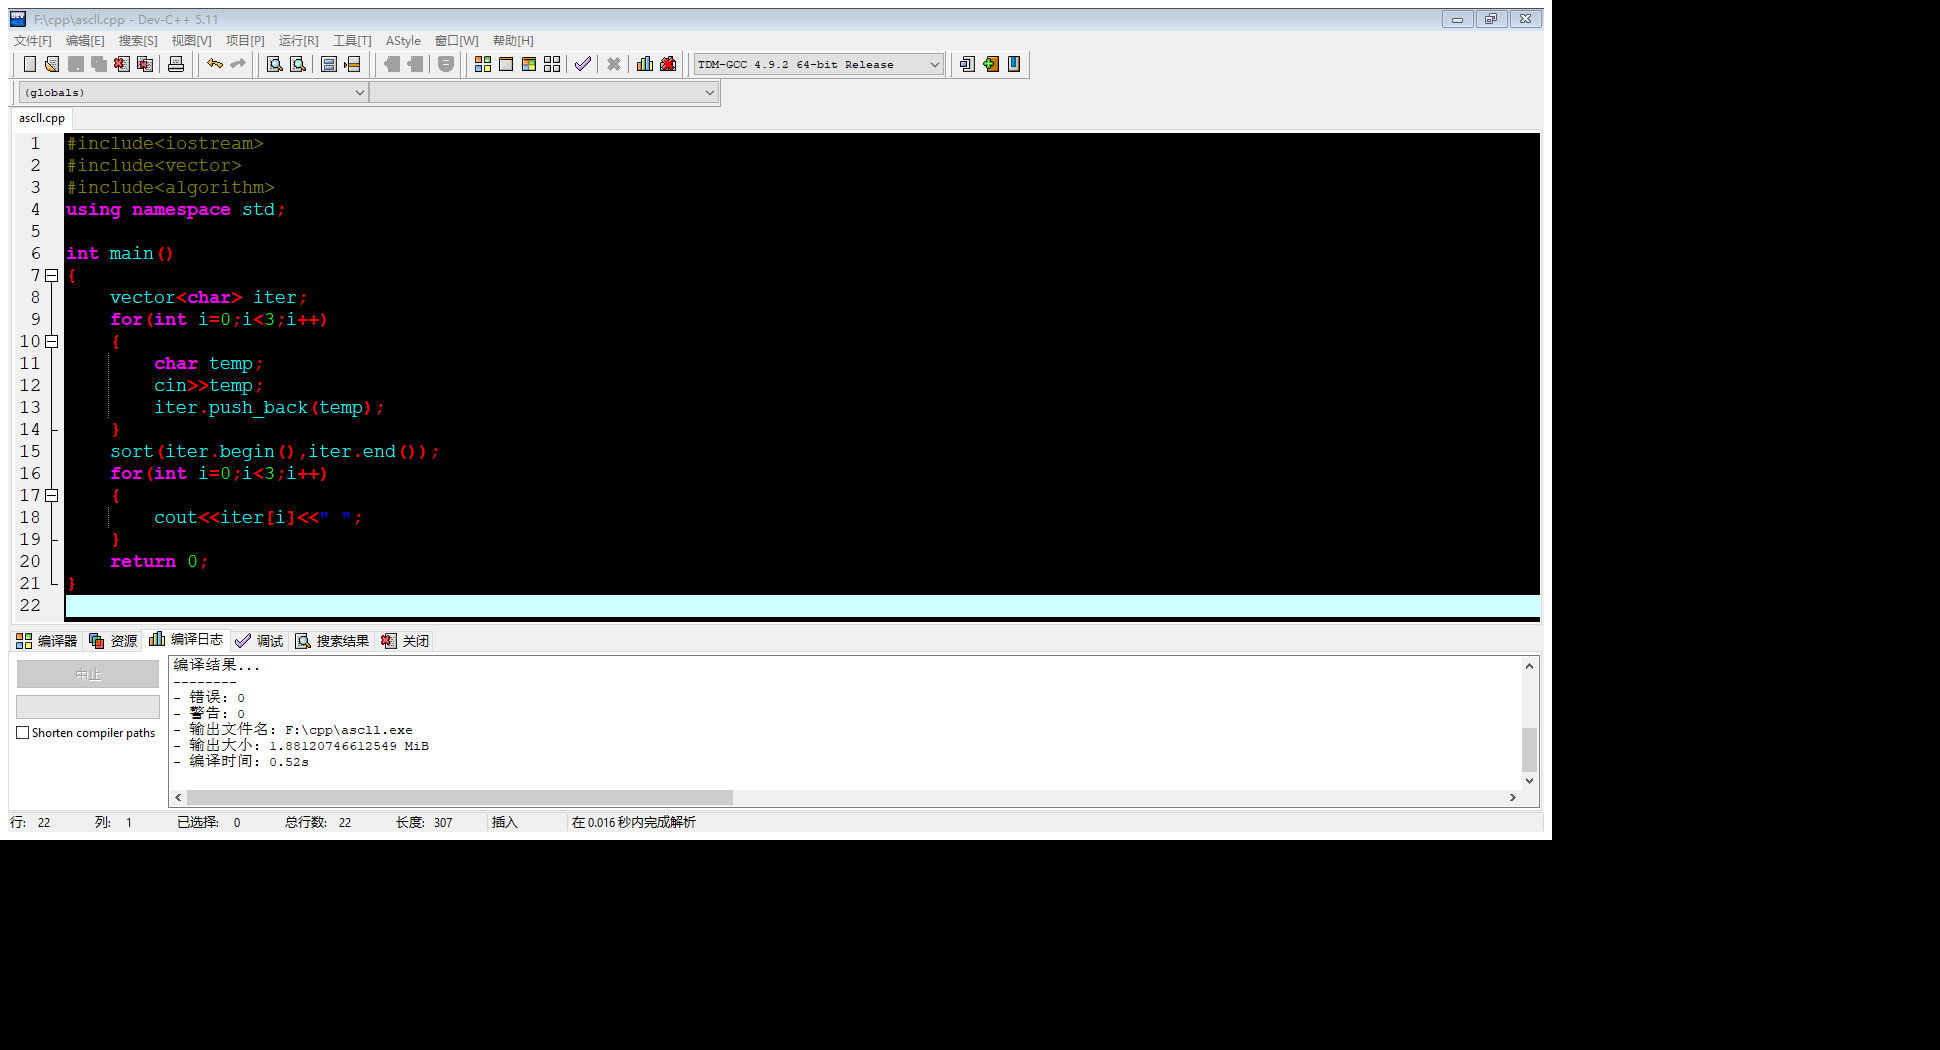 F:\cpp\ascll.cpp - Dev-C++ 5.11
文件[F] 编辑[E] 搜索[S] 视图[V] 项目[P] 运行[R] 工具[T] AStyle 窗口[W] 帮助[H]
TDM-GCC 4.9.2 64-bit Release
(globals)
ascll.cpp
1 #include<iostream>
2 #include<vector>
3 #include<algorithm>
4 using namespace std;
5
6 int main()
7 {
8 vector<char> iter;
9 for(int i=0;i<3;i++)
10 {
11 char temp;
12 cin>>temp;
13 iter.push_back(temp);
14 }
15 sort(iter.begin(),iter.end());
16 for(int i=0;i<3;i++)
17 {
18 cout<<iter[i]<<" ";
19 }
20 return 0;
21 }
22
编译器 资源 编译日志 调试 搜索结果 关闭
中止
Shorten compiler paths
编译结果...
--------
- 错误: 0
- 警告: 0
- 输出文件名: F:\cpp\ascll.exe
- 输出大小: 1.88120746612549 MiB
- 编译时间: 0.52s
行: 22 列: 1 已选择: 0 总行数: 22 长度: 307 插入 在 0.016 秒内完成解析